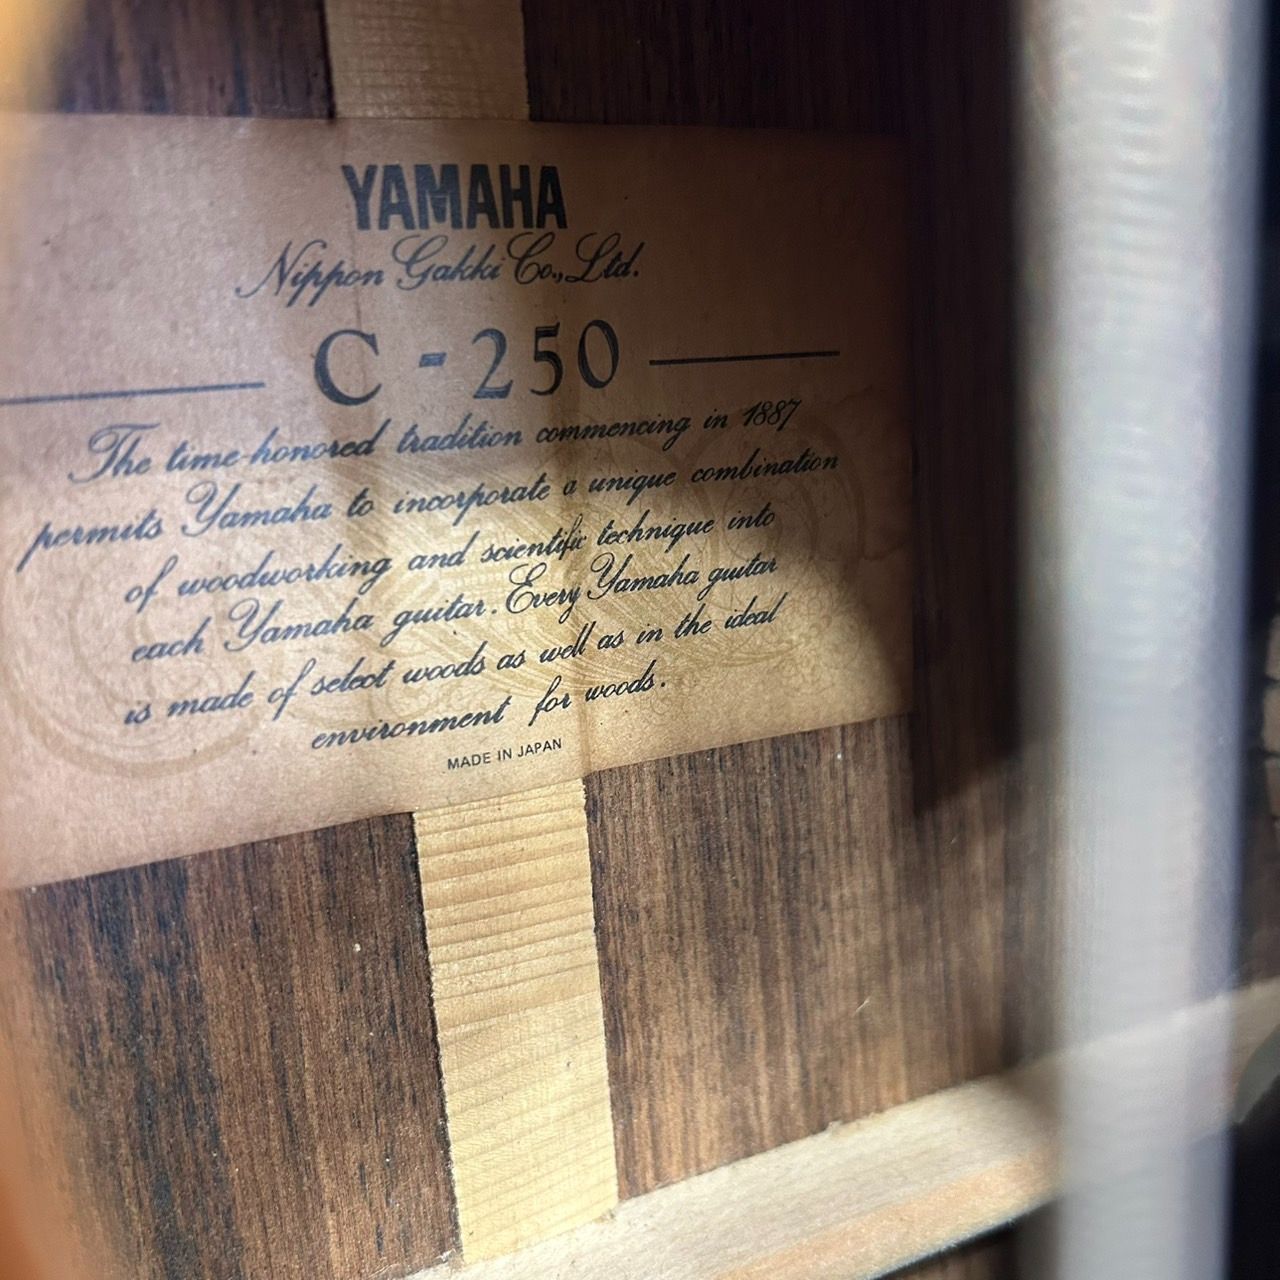 YAMAHA
Nippon Gakki Co., Ltd.
C-250
The time-honored tradition commencing in 1887
permits Yamaha to incorporate a unique combination
of woodworking and scientific technique into
each Yamaha guitar. Every Yamaha guitar
is made of select woods as well as in the ideal
environment for woods.
MADE IN JAPAN